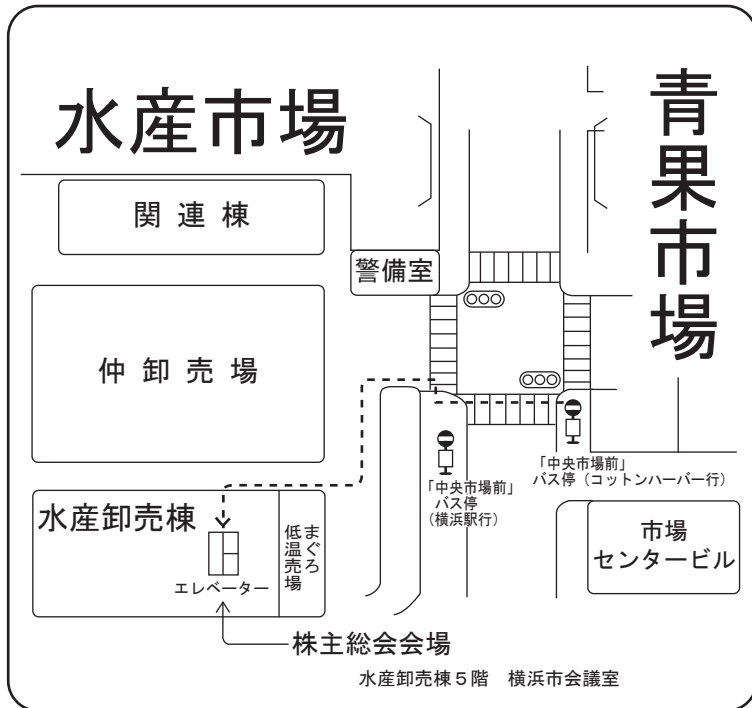 水産市場
青果市場
関連棟
警備室
仲卸売場
「中央市場前」
バス停（コットンハーバー行）
「中央市場前」
バス停
（横浜駅行）
水産卸売棟
まぐろ
低温売場
エレベーター
市場
センタービル
株主総会会場
水産卸売棟５階　横浜市会議室